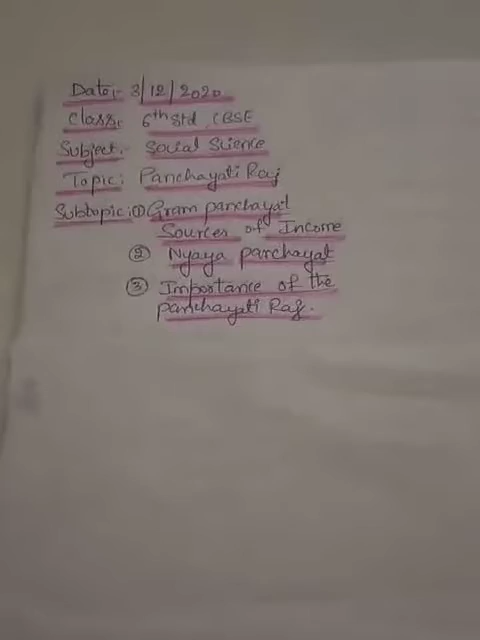 Date:- 3/12/2020
Class: 6th Std CBSE
Subject:- Social Science
Topic: Panchayati Raj
Subtopic: ① Gram panchayat
Sources of Income
② Nyaya panchayat
③ Importance of the
panchayati Raj.